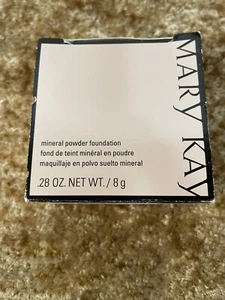 MARY KAY
mineral powder foundation
fond de teint minéral en poudre
maquillaje en polvo suelto mineral
.28 OZ. NET WT. / 8 g